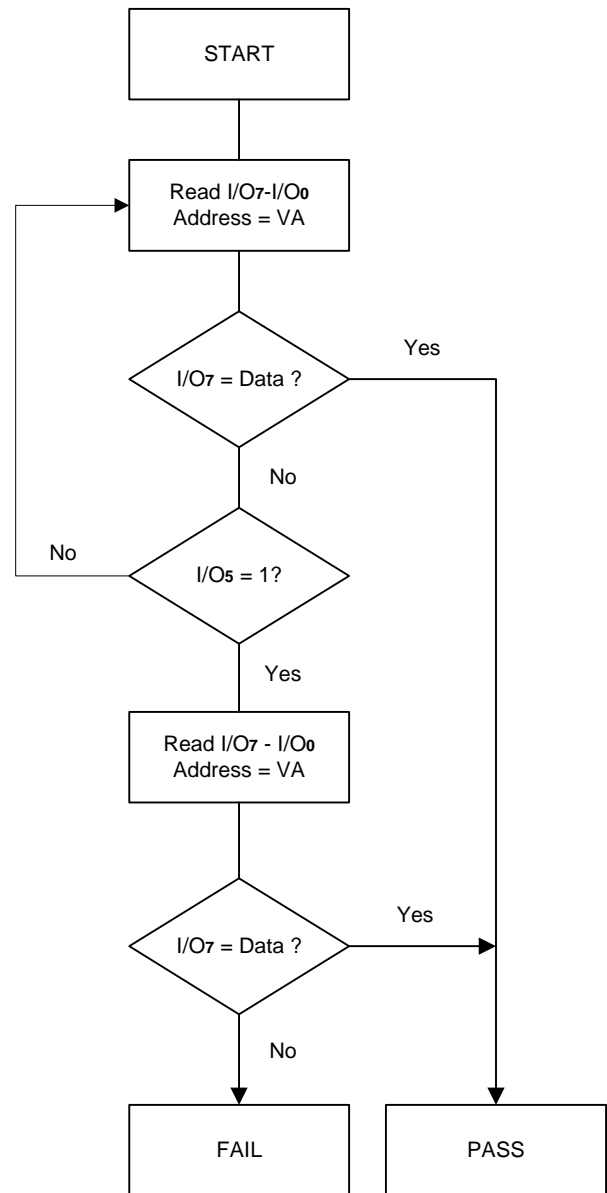 START
Read I/O7-I/O0
Address = VA
Yes
I/O7 = Data ?
No
No
I/O5 = 1?
Yes
Read I/O7 - I/O0
Address = VA
Yes
I/O7 = Data ?
No
FAIL
PASS